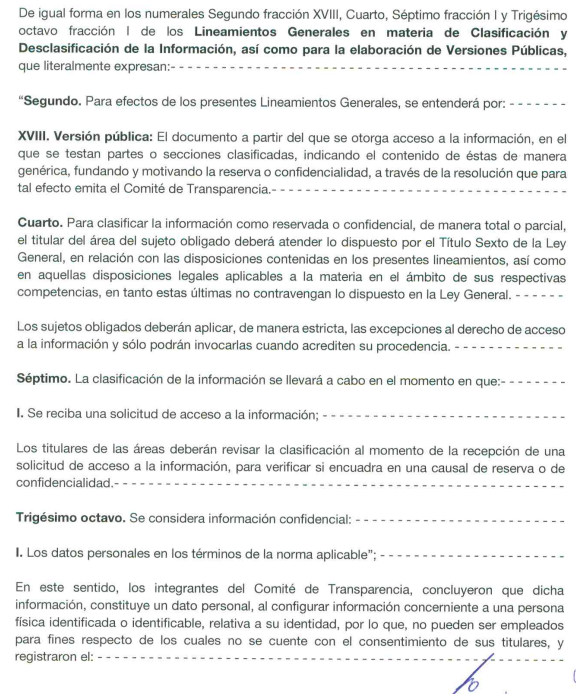 De igual forma en los numerales Segundo fracción XVIII, Cuarto, Séptimo fracción I y Trigésimo
octavo fracción I de los Lineamientos Generales en materia de Clasificación y
Desclasificación de la Información, así como para la elaboración de Versiones Públicas,
que literalmente expresan:- - - - - - - - - - - - - - - - - - - - - - - - - - - - - - - - - - - - - - - - - -
“Segundo. Para efectos de los presentes Lineamientos Generales, se entenderá por: - - - - - - -
XVIII. Versión pública: El documento a partir del que se otorga acceso a la información, en el
que se testan partes o secciones clasificadas, indicando el contenido de éstas de manera
genérica, fundando y motivando la reserva o confidencialidad, a través de la resolución que para
tal efecto emita el Comité de Transparencia.- - - - - - - - - - - - - - - - - - - - - - - - - - - - - - -
Cuarto. Para clasificar la información como reservada o confidencial, de manera total o parcial,
el titular del área del sujeto obligado deberá atender lo dispuesto por el Título Sexto de la Ley
General, en relación con las disposiciones contenidas en los presentes lineamientos, así como
en aquellas disposiciones legales aplicables a la materia en el ámbito de sus respectivas
competencias, en tanto estas últimas no contravengan lo dispuesto en la Ley General. - - - - - -
Los sujetos obligados deberán aplicar, de manera estricta, las excepciones al derecho de acceso
a la información y sólo podrán invocarlas cuando acrediten su procedencia. - - - - - - - - - - - - -
Séptimo. La clasificación de la información se llevará a cabo en el momento en que:- - - - - - - -
I. Se reciba una solicitud de acceso a la información; - - - - - - - - - - - - - - - - - - - - - - - - - -
Los titulares de las áreas deberán revisar la clasificación al momento de la recepción de una
solicitud de acceso a la información, para verificar si encuadra en una causal de reserva o de
confidencialidad.- - - - - - - - - - - - - - - - - - - - - - - - - - - - - - - - - - - - - - - - - - - - - - - -
Trigésimo octavo. Se considera información confidencial: - - - - - - - - - - - - - - - - - - - - - - -
I. Los datos personales en los términos de la norma aplicable”; - - - - - - - - - - - - - - - - - - - -
En este sentido, los integrantes del Comité de Transparencia, concluyeron que dicha
información, constituye un dato personal, al configurar información concerniente a una persona
física identificada o identificable, relativa a su identidad, por lo que, no pueden ser empleados
para fines respecto de los cuales no se cuente con el consentimiento de sus titulares, y
registraron el: - - - - - - - - - - - - - - - - - - - - - - - - - - - - - - - - - - - - - - - - - - - - - - - - - -